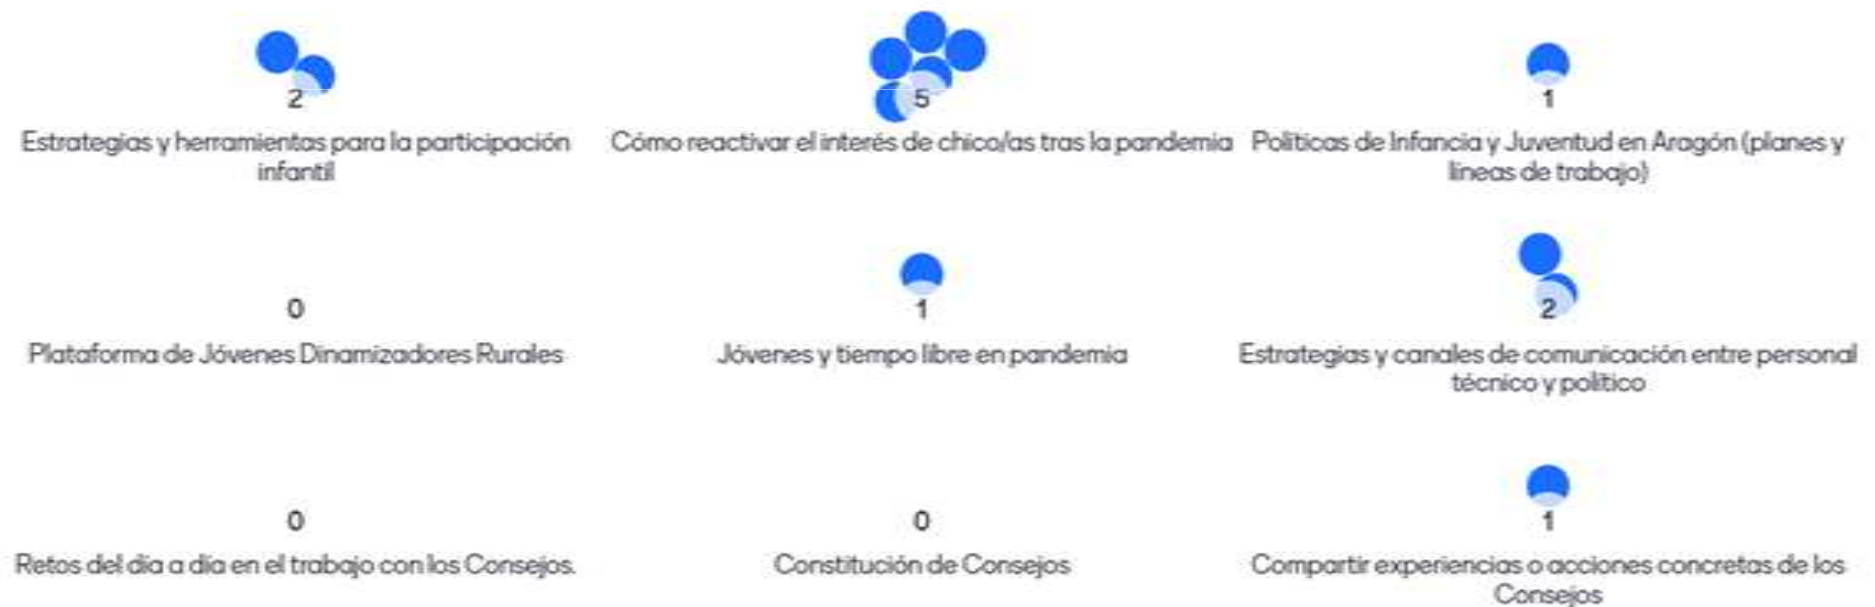 2
Estrategias y herramientas para la participación
infantil
5
Cómo reactivar el interés de chico/as tras la pandemia
1
Políticas de Infancia y Juventud en Aragón (planes y
líneas de trabajo)
0
Plataforma de Jóvenes Dinamizadores Rurales
1
Jóvenes y tiempo libre en pandemia
2
Estrategias y canales de comunicación entre personal
técnico y político
0
Retos del día a día en el trabajo con los Consejos.
0
Constitución de Consejos
1
Compartir experiencias o acciones concretas de los
Consejos